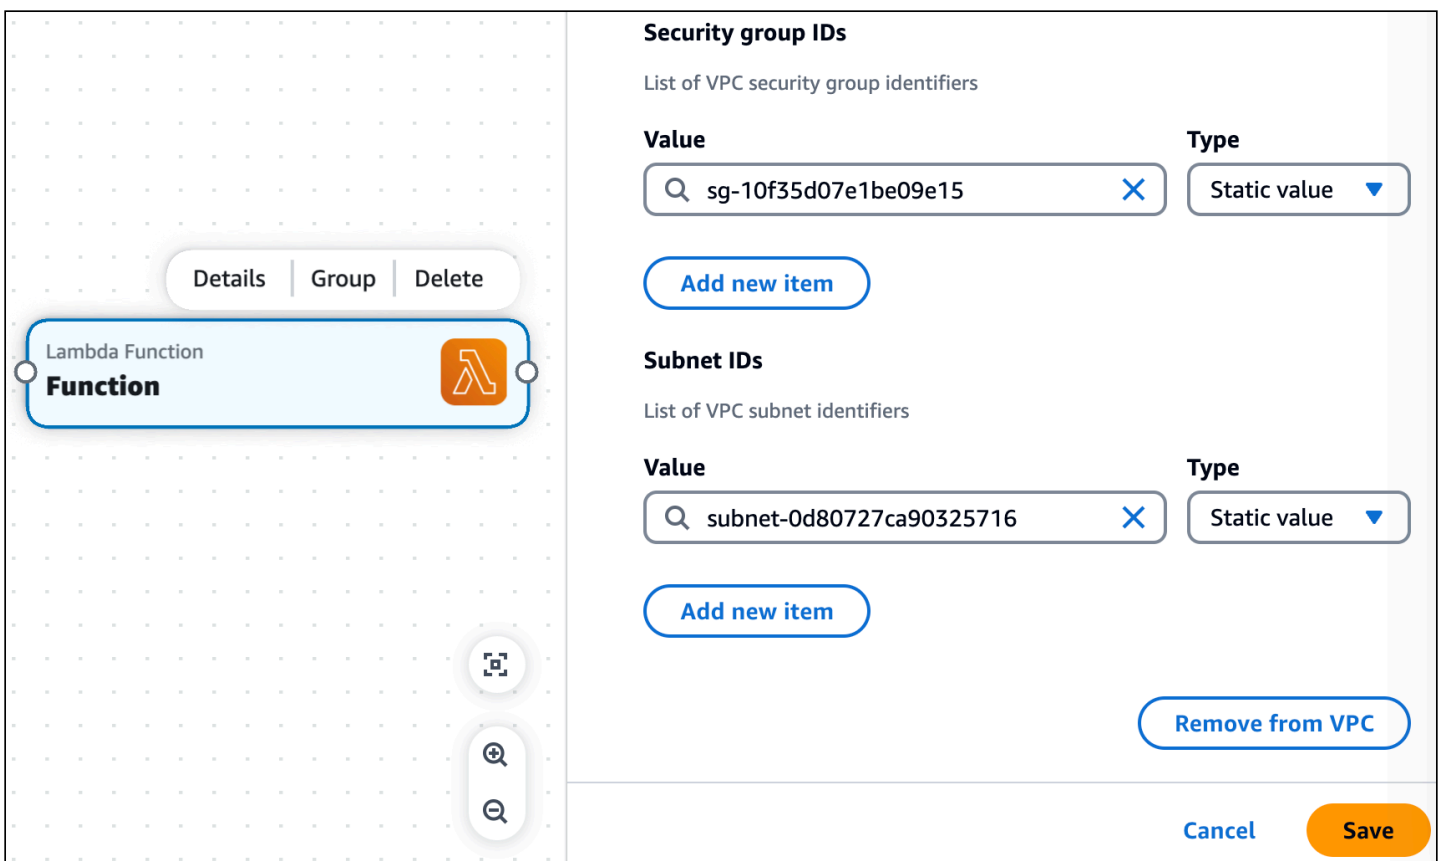 Security group IDs
List of VPC security group identifiers
Value
Type
sg-10f35d07e1be09e15
Static value
Add new item
Details
Group
Delete
Lambda Function
Function
Subnet IDs
List of VPC subnet identifiers
Value
Type
subnet-0d80727ca90325716
Static value
Add new item
Remove from VPC
Cancel
Save